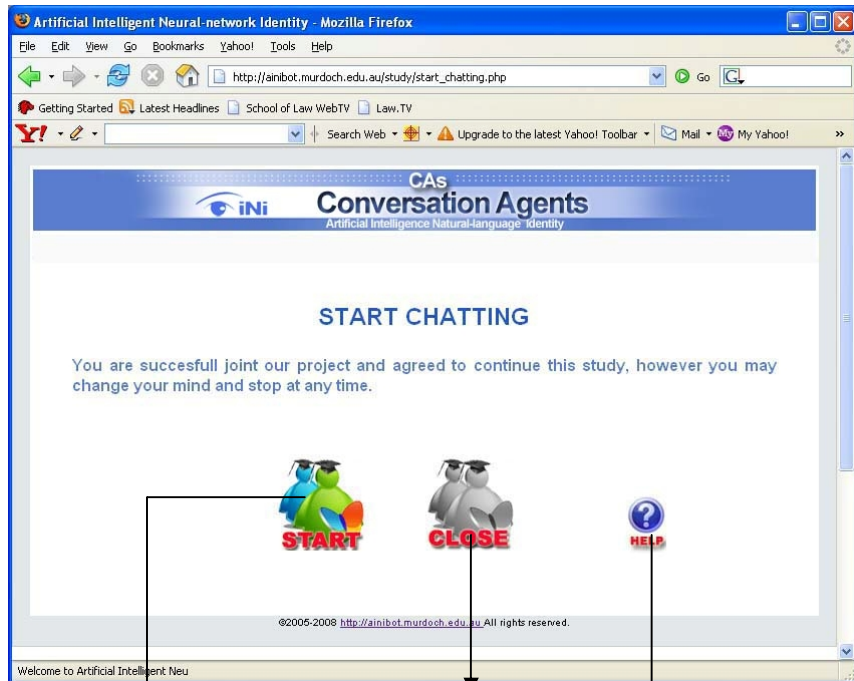 Artificial Intelligent Neural-network Identity - Mozilla Firefox
File Edit View Go Bookmarks Yahoo! Tools Help
http://ainibot.murdoch.edu.au/study/start_chatting.php Go G
Getting Started Latest Headlines School of Law WebTV Law.TV
Y! Search Web Upgrade to the latest Yahoo! Toolbar Mail My Yahoo! »
CAs
iNi Conversation Agents
Artificial Intelligence Natural-language Identity
START CHATTING
You are succesfull joint our project and agreed to continue this study, however you may
change your mind and stop at any time.
START CLOSE HELP
©2005-2008 http://ainibot.murdoch.edu.au All rights reserved.
Welcome to Artificial Intelligent Neu